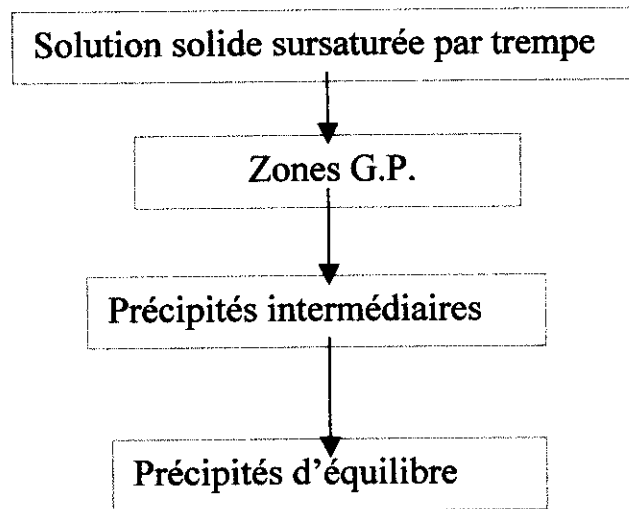 Solution solide sursaturée par trempe
Zones G.P.
Précipités intermédiaires
Précipités d'équilibre